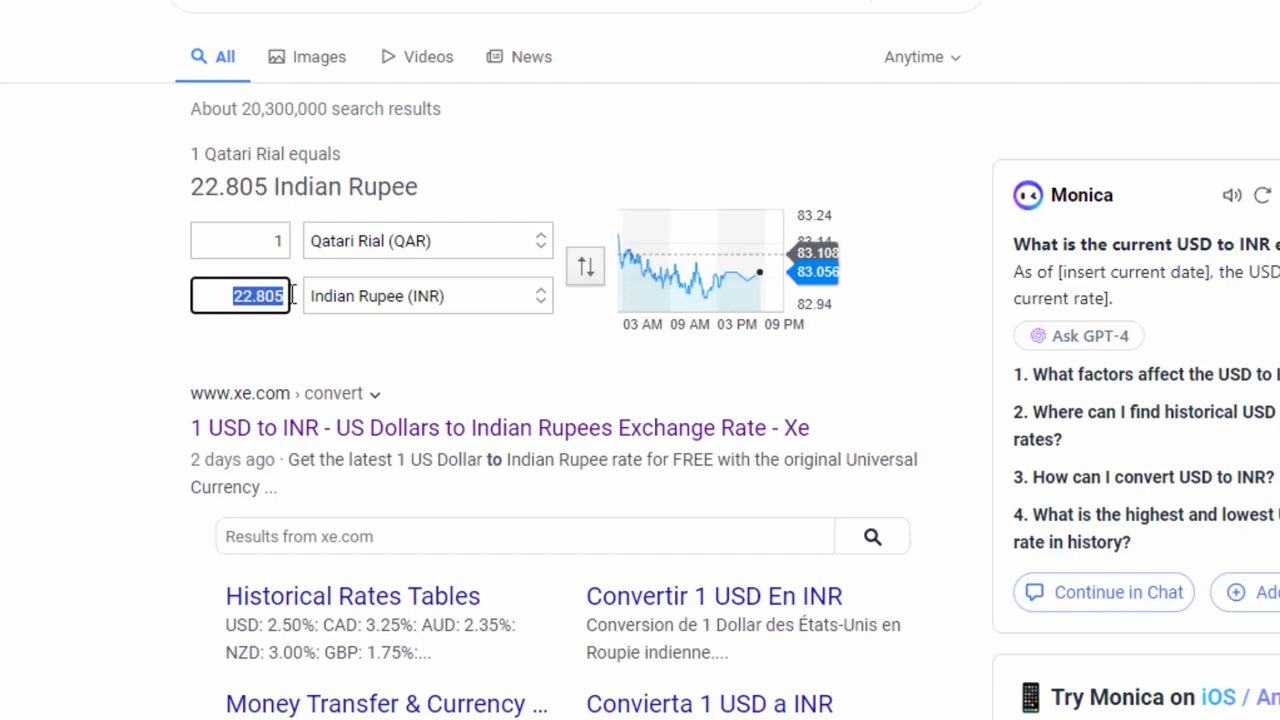 All
Images
Videos
News
Anytime
About 20,300,000 search results
1 Qatari Rial equals
22.805 Indian Rupee
1
Qatari Rial (QAR)
22.805
Indian Rupee (INR)
83.24
83.14
83.108
83.056
82.94
03 AM 09 AM 03 PM 09 PM
www.xe.com › convert
1 USD to INR - US Dollars to Indian Rupees Exchange Rate - Xe
2 days ago · Get the latest 1 US Dollar to Indian Rupee rate for FREE with the original Universal
Currency ...
Results from xe.com
Historical Rates Tables
USD: 2.50%: CAD: 3.25%: AUD: 2.35%:
NZD: 3.00%: GBP: 1.75%:...
Convertir 1 USD En INR
Conversion de 1 Dollar des États-Unis en
Roupie indienne....
Money Transfer & Currency ...
Convierta 1 USD a INR
Monica
What is the current USD to INR e
As of [insert current date], the USD
current rate].
Ask GPT-4
1. What factors affect the USD to I
2. Where can I find historical USD
rates?
3. How can I convert USD to INR?
4. What is the highest and lowest U
rate in history?
Continue in Chat
Add
Try Monica on iOS / An